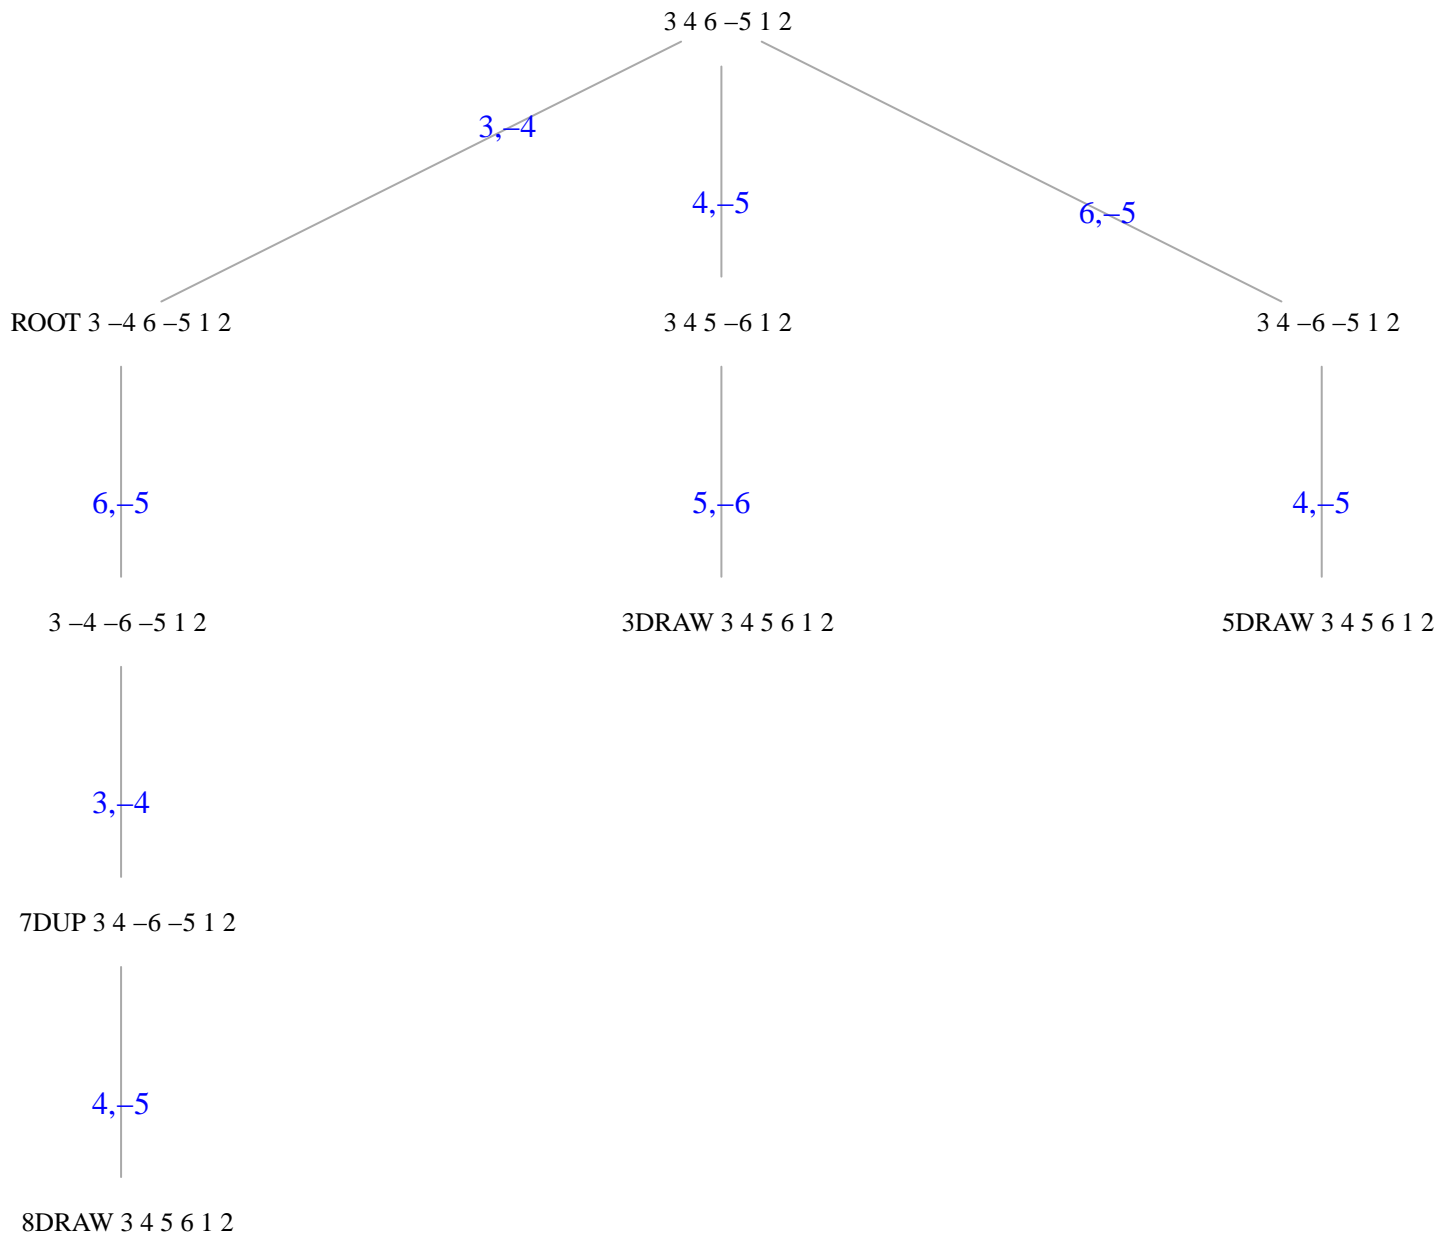 3 4 6 –5 1 2
3,–4
4,–5
6,–5
ROOT 3 –4 6 –5 1 2
3 4 5 –6 1 2
3 4 –6 –5 1 2
6,–5
5,–6
4,–5
3 –4 –6 –5 1 2
3DRAW 3 4 5 6 1 2
5DRAW 3 4 5 6 1 2
3,–4
7DUP 3 4 –6 –5 1 2
4,–5
8DRAW 3 4 5 6 1 2